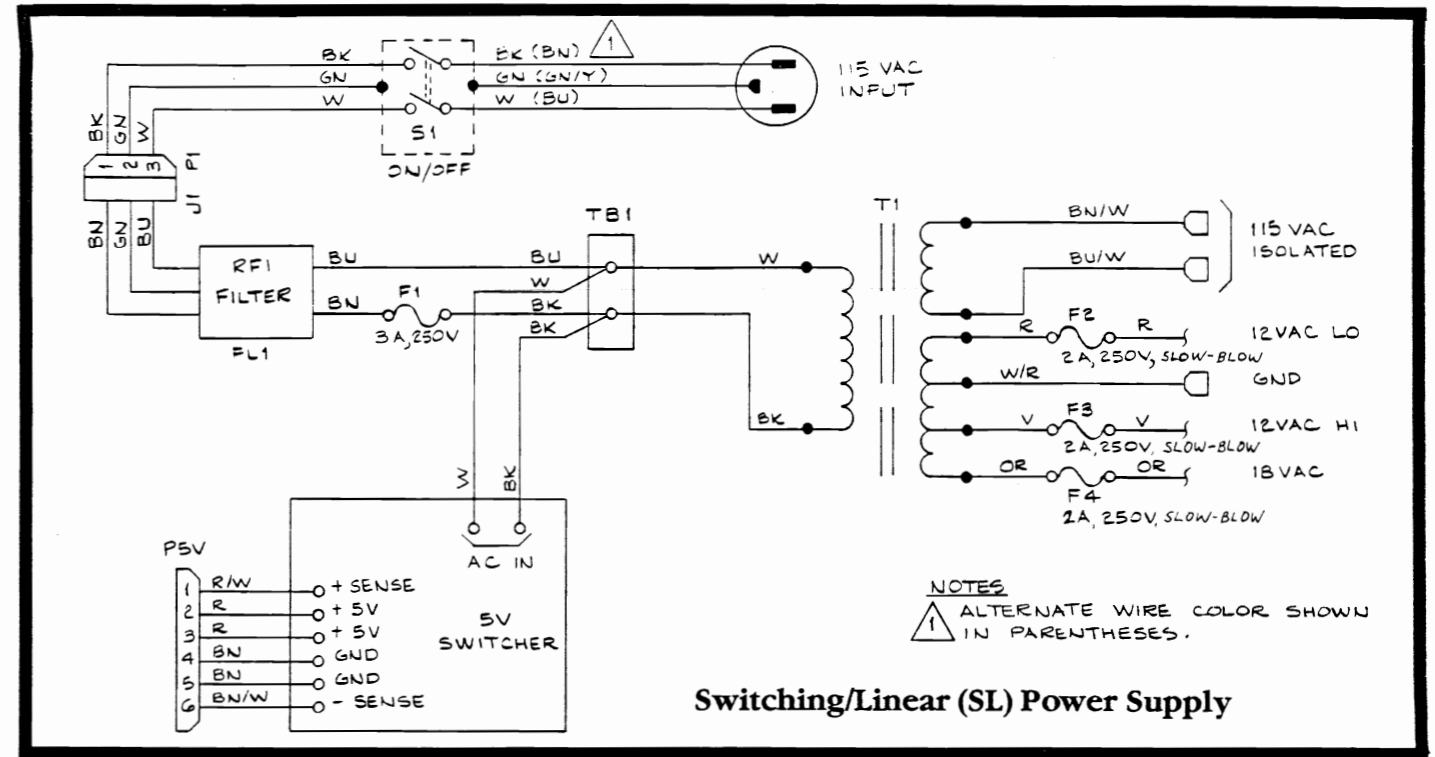 BK
GN
W
S1
ON/OFF
BK (BN) 1
GN (GN/Y)
W (BU)
115 VAC
INPUT
BK
GN
W
1 2 3
P1
J1
BN
GN
BU
RFI
FILTER
FL1
BU
BN
F1
3A, 250V
BU
W
BK
BK
TB1
W
BK
T1
BN/W
BU/W
115 VAC
ISOLATED
R F2 R 12VAC LO
2A, 250V, SLOW-BLOW
W/R GND
V F3 V 12VAC HI
2A, 250V, SLOW-BLOW
OR OR 18 VAC
F4
2A, 250V, SLOW-BLOW
W
BK
AC IN
5V
SWITCHER
P5V
1 R/W + SENSE
2 R + 5V
3 R + 5V
4 BN GND
5 BN GND
6 BN/W - SENSE
NOTES
1 ALTERNATE WIRE COLOR SHOWN
IN PARENTHESES.
Switching/Linear (SL) Power Supply